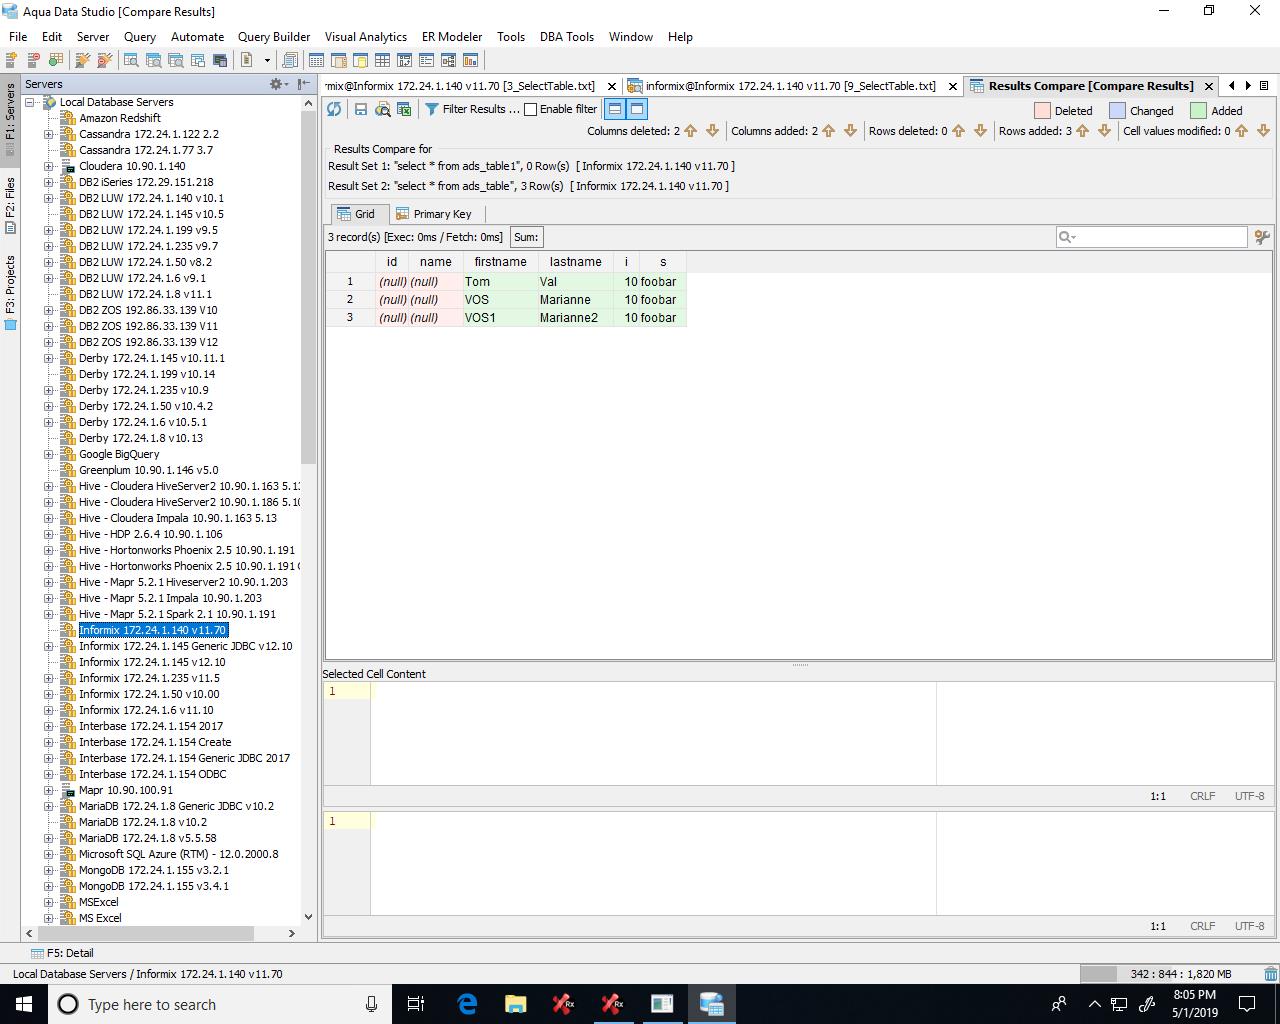 Aqua Data Studio [Compare Results]
File Edit Server Query Automate Query Builder Visual Analytics ER Modeler Tools DBA Tools Window Help
F1: Servers
F2: Files
F3: Projects
Servers
Local Database Servers
Amazon Redshift
Cassandra 172.24.1.122 2.2
Cassandra 172.24.1.77 3.7
Cloudera 10.90.1.140
DB2 iSeries 172.29.151.218
DB2 LUW 172.24.1.140 v10.1
DB2 LUW 172.24.1.145 v10.5
DB2 LUW 172.24.1.199 v9.5
DB2 LUW 172.24.1.235 v9.7
DB2 LUW 172.24.1.50 v8.2
DB2 LUW 172.24.1.6 v9.1
DB2 LUW 172.24.1.8 v11.1
DB2 ZOS 192.86.33.139 V10
DB2 ZOS 192.86.33.139 V11
DB2 ZOS 192.86.33.139 V12
Derby 172.24.1.145 v10.11.1
Derby 172.24.1.199 v10.14
Derby 172.24.1.235 v10.9
Derby 172.24.1.50 v10.4.2
Derby 172.24.1.6 v10.5.1
Derby 172.24.1.8 v10.13
Google BigQuery
Greenplum 10.90.1.146 v5.0
Hive - Cloudera HiveServer2 10.90.1.163 5.13
Hive - Cloudera HiveServer2 10.90.1.186 5.10
Hive - Cloudera Impala 10.90.1.163 5.13
Hive - HDP 2.6.4 10.90.1.106
Hive - Hortonworks Phoenix 2.5 10.90.1.191
Hive - Hortonworks Phoenix 2.5 10.90.1.191
Hive - Mapr 5.2.1 Hiveserver2 10.90.1.203
Hive - Mapr 5.2.1 Impala 10.90.1.203
Hive - Mapr 5.2.1 Spark 2.1 10.90.1.191
Informix 172.24.1.140 v11.70
Informix 172.24.1.145 Generic JDBC v12.10
Informix 172.24.1.145 v12.10
Informix 172.24.1.235 v11.5
Informix 172.24.1.50 v10.00
Informix 172.24.1.6 v11.10
Interbase 172.24.1.154 2017
Interbase 172.24.1.154 Create
Interbase 172.24.1.154 Generic JDBC 2017
Interbase 172.24.1.154 ODBC
Mapr 10.90.100.91
MariaDB 172.24.1.8 Generic JDBC v10.2
MariaDB 172.24.1.8 v10.2
MariaDB 172.24.1.8 v5.5.58
Microsoft SQL Azure (RTM) - 12.0.2000.8
MongoDB 172.24.1.155 v3.2.1
MongoDB 172.24.1.155 v3.4.1
MSExcel
MS Excel
rmix@Informix 172.24.1.140 v11.70 [3_SelectTable.txt] informix@Informix 172.24.1.140 v11.70 [9_SelectTable.txt] Results Compare [Compare Results]
Filter Results ... Enable filter Deleted Changed Added
Columns deleted: 2 Columns added: 2 Rows deleted: 0 Rows added: 3 Cell values modified: 0
Results Compare for
Result Set 1: "select * from ads_table1", 0 Row(s) [ Informix 172.24.1.140 v11.70 ]
Result Set 2: "select * from ads_table", 3 Row(s) [ Informix 172.24.1.140 v11.70 ]
Grid Primary Key
3 record(s) [Exec: 0ms / Fetch: 0ms] Sum:
id name firstname lastname i s
1 (null) (null) Tom Val 10 foobar
2 (null) (null) VOS Marianne 10 foobar
3 (null) (null) VOS1 Marianne2 10 foobar
Selected Cell Content
1
1:1 CRLF UTF-8
1
1:1 CRLF UTF-8
F5: Detail
Local Database Servers / Informix 172.24.1.140 v11.70 342 : 844 : 1,820 MB
Type here to search
8:05 PM
5/1/2019